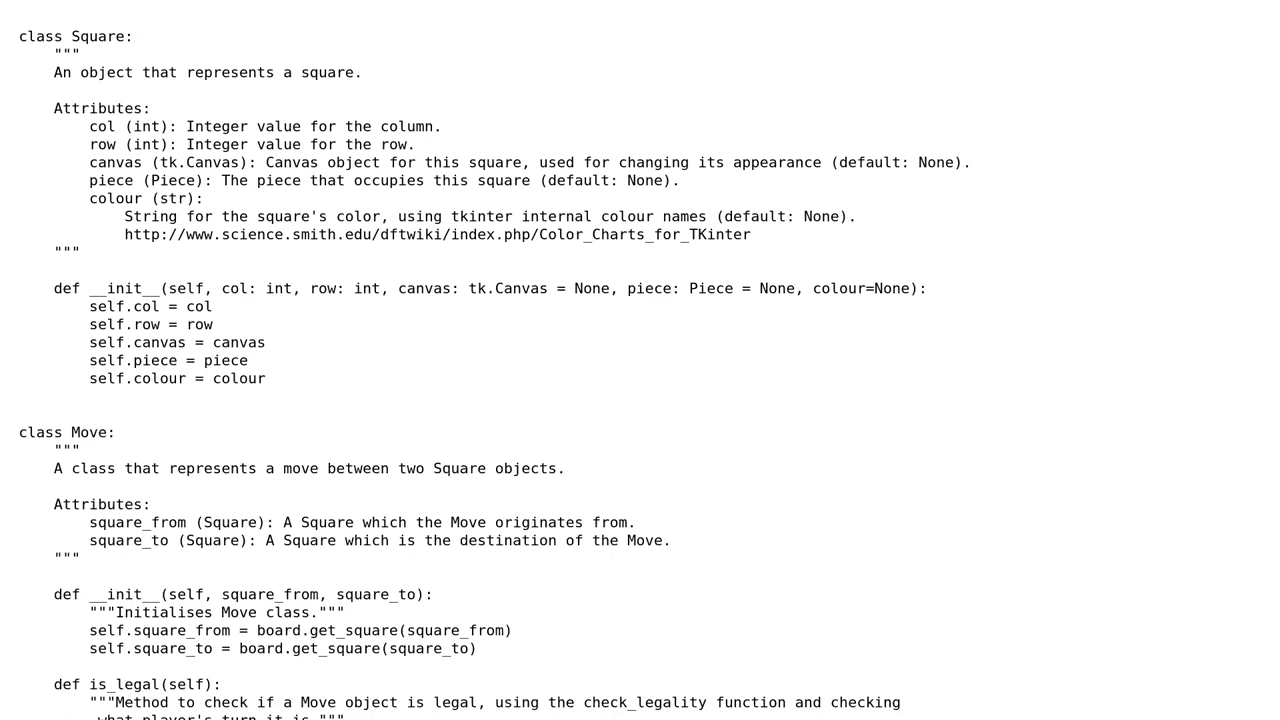 class Square:
    """
    An object that represents a square.

    Attributes:
        col (int): Integer value for the column.
        row (int): Integer value for the row.
        canvas (tk.Canvas): Canvas object for this square, used for changing its appearance (default: None).
        piece (Piece): The piece that occupies this square (default: None).
        colour (str):
            String for the square's color, using tkinter internal colour names (default: None).
            http://www.science.smith.edu/dftwiki/index.php/Color_Charts_for_TKinter
    """

    def __init__(self, col: int, row: int, canvas: tk.Canvas = None, piece: Piece = None, colour=None):
        self.col = col
        self.row = row
        self.canvas = canvas
        self.piece = piece
        self.colour = colour


class Move:
    """
    A class that represents a move between two Square objects.

    Attributes:
        square_from (Square): A Square which the Move originates from.
        square_to (Square): A Square which is the destination of the Move.
    """

    def __init__(self, square_from, square_to):
        """Initialises Move class."""
        self.square_from = board.get_square(square_from)
        self.square_to = board.get_square(square_to)

    def is_legal(self):
        """Method to check if a Move object is legal, using the check_legality function and checking
         what player's turn it is."""